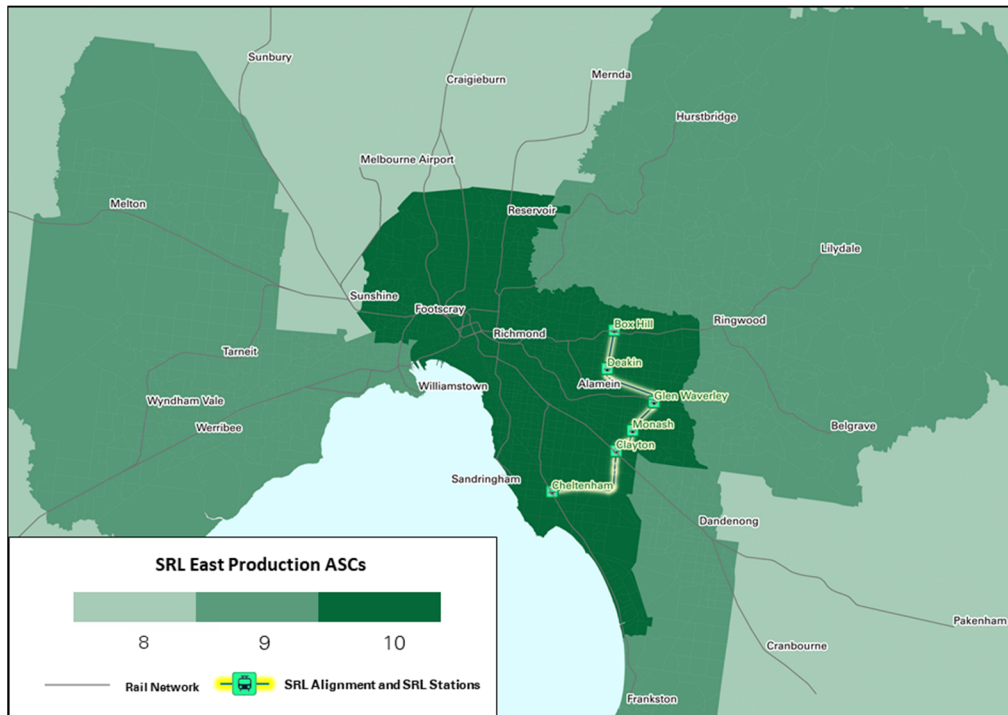 Sunbury
Craigieburn
Mernda
Hurstbridge
Melbourne Airport
Melton
Reservoir
Lilydale
Sunshine
Footscray
Richmond
Box Hill
Ringwood
Tarneit
Deakin
Williamstown
Alamein
Glen Waverley
Wyndham Vale
Werribee
Monash
Belgrave
Clayton
Sandringham
Cheltenham
Dandenong
Pakenham
Cranbourne
Frankston
SRL East Production ASCs
8 9 10
Rail Network
SRL Alignment and SRL Stations